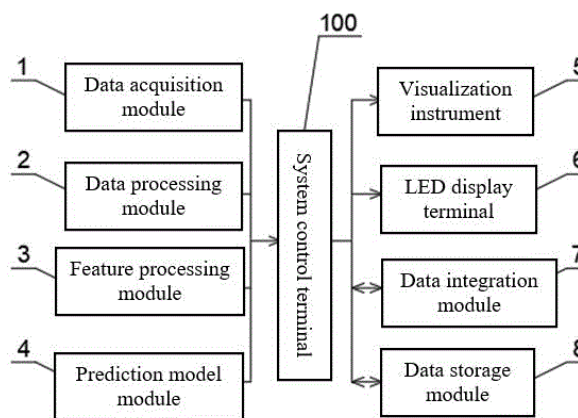 100
1
Data acquisition
module
2
Data processing
module
3
Feature processing
module
4
Prediction model
module
System control terminal
5
Visualization
instrument
6
LED display
terminal
7
Data integration
module
8
Data storage
module